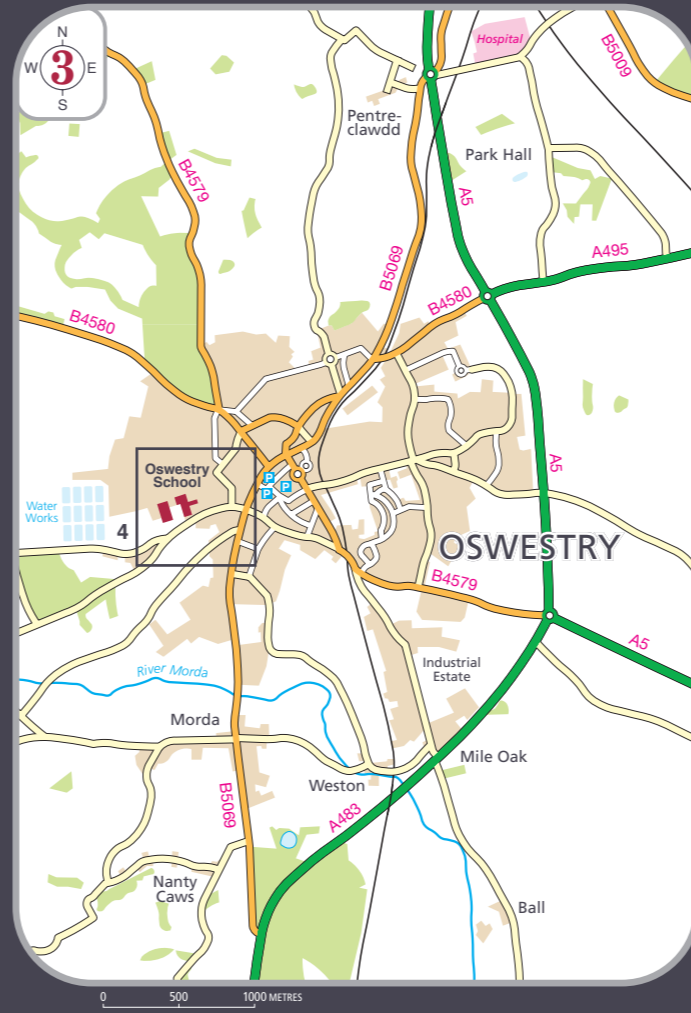 N
W 3 E
S
Hospital
B5009
Pentre-
clawdd
Park Hall
B4579
A5
A495
B5069
B4580
B4580
Oswestry
School
P
P
P
A5
Water
Works
4
OSWESTRY
B4579
A5
Industrial
Estate
River Morda
Morda
Mile Oak
Weston
B5069
A483
Nanty
Caws
Ball
0 500 1000 METRES